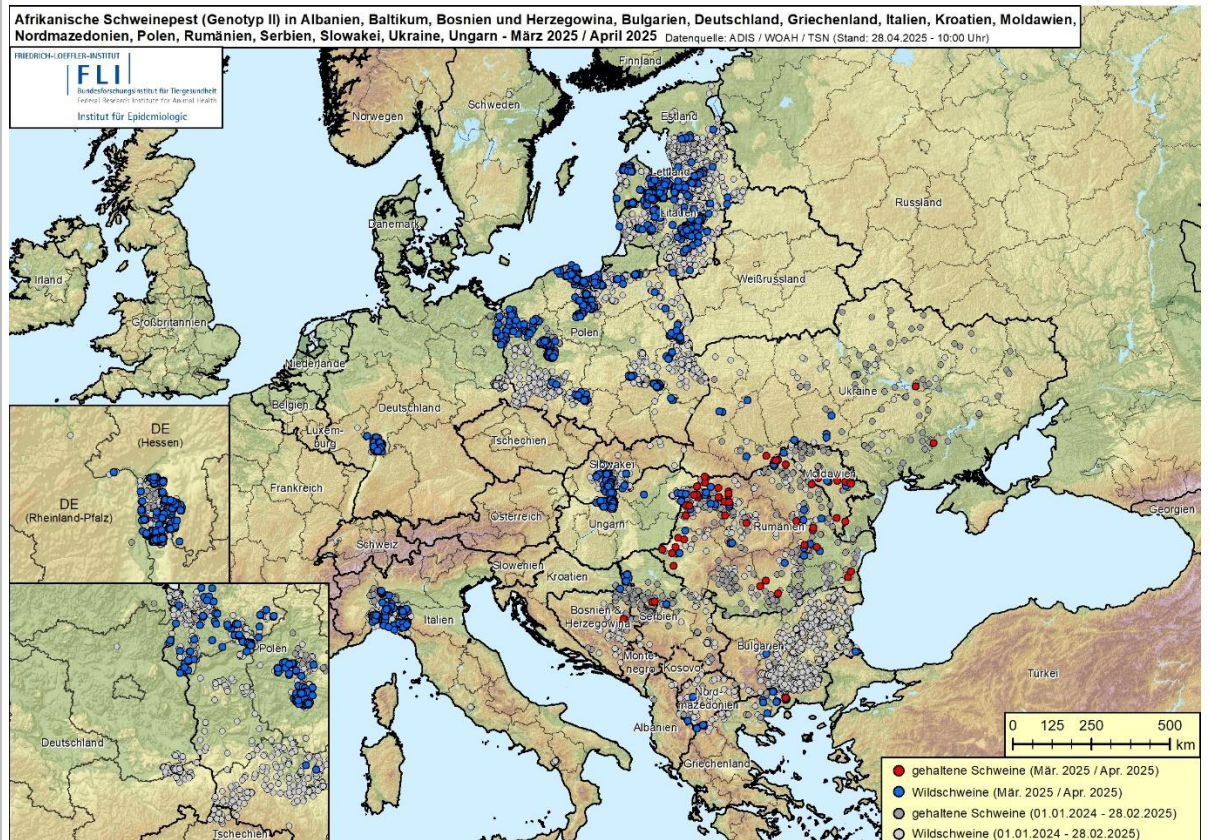 Afrikanische Schweinepest (Genotyp II) in Albanien, Baltikum, Bosnien und Herzegowina, Bulgarien, Deutschland, Griechenland, Italien, Kroatien, Moldawien,
Nordmazedonien, Polen, Rumänien, Serbien, Slowakei, Ukraine, Ungarn - März 2025 / April 2025 Datenquelle: ADIS / WOAH / TSN (Stand: 28.04.2025 - 10:00 Uhr)
FRIEDRICH-LOEFFLER-INSTITUT
FLI
Bundesforschungsinstitut für Tiergesundheit
Federal Research Institute for Animal Health
Institut für Epidemiologie
Finnland
Norwegen
Schweden
Estland
Lettland
Litauen
Russland
Dänemark
Irland
Großbritannien
Weißrussland
Niederlande
Polen
Belgien
Deutschland
Ukraine
Luxem-
burg
Tschechien
DE
(Hessen)
DE
(Rheinland-Pfalz)
Frankreich
Slowakei
Moldawien
Österreich
Ungarn
Rumänien
Schweiz
Georgien
Slowenien
Kroatien
Italien
Bosnien &
Herzegowina
Serbien
Monte-
negro
Kosovo
Bulgarien
Nord-
mazedonien
Albanien
Griechenland
Türkei
Polen
Deutschland
Tschechien
0 125 250 500
km
gehaltene Schweine (Mär. 2025 / Apr. 2025)
Wildschweine (Mär. 2025 / Apr. 2025)
gehaltene Schweine (01.01.2024 - 28.02.2025)
Wildschweine (01.01.2024 - 28.02.2025)